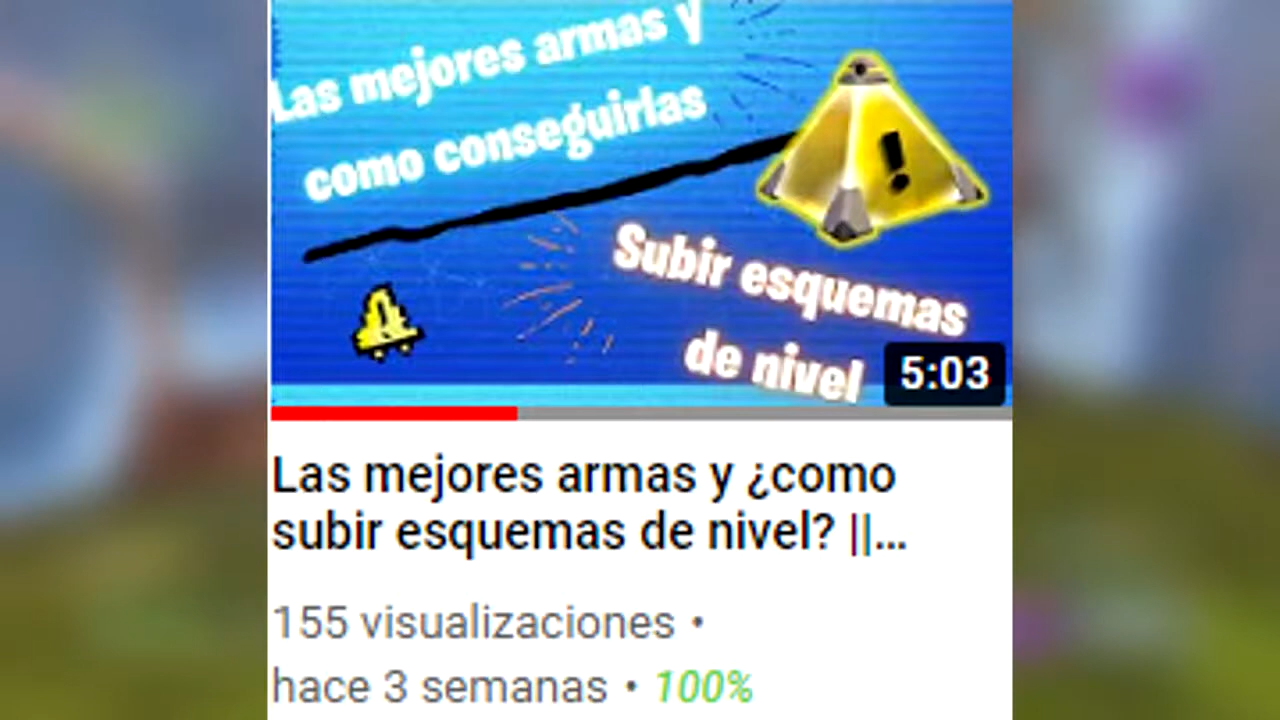 Las mejores armas y
como conseguirlas
!
Subir esquemas
de nivel
5:03
Las mejores armas y ¿como
subir esquemas de nivel? ||...
155 visualizaciones •
hace 3 semanas • 100%